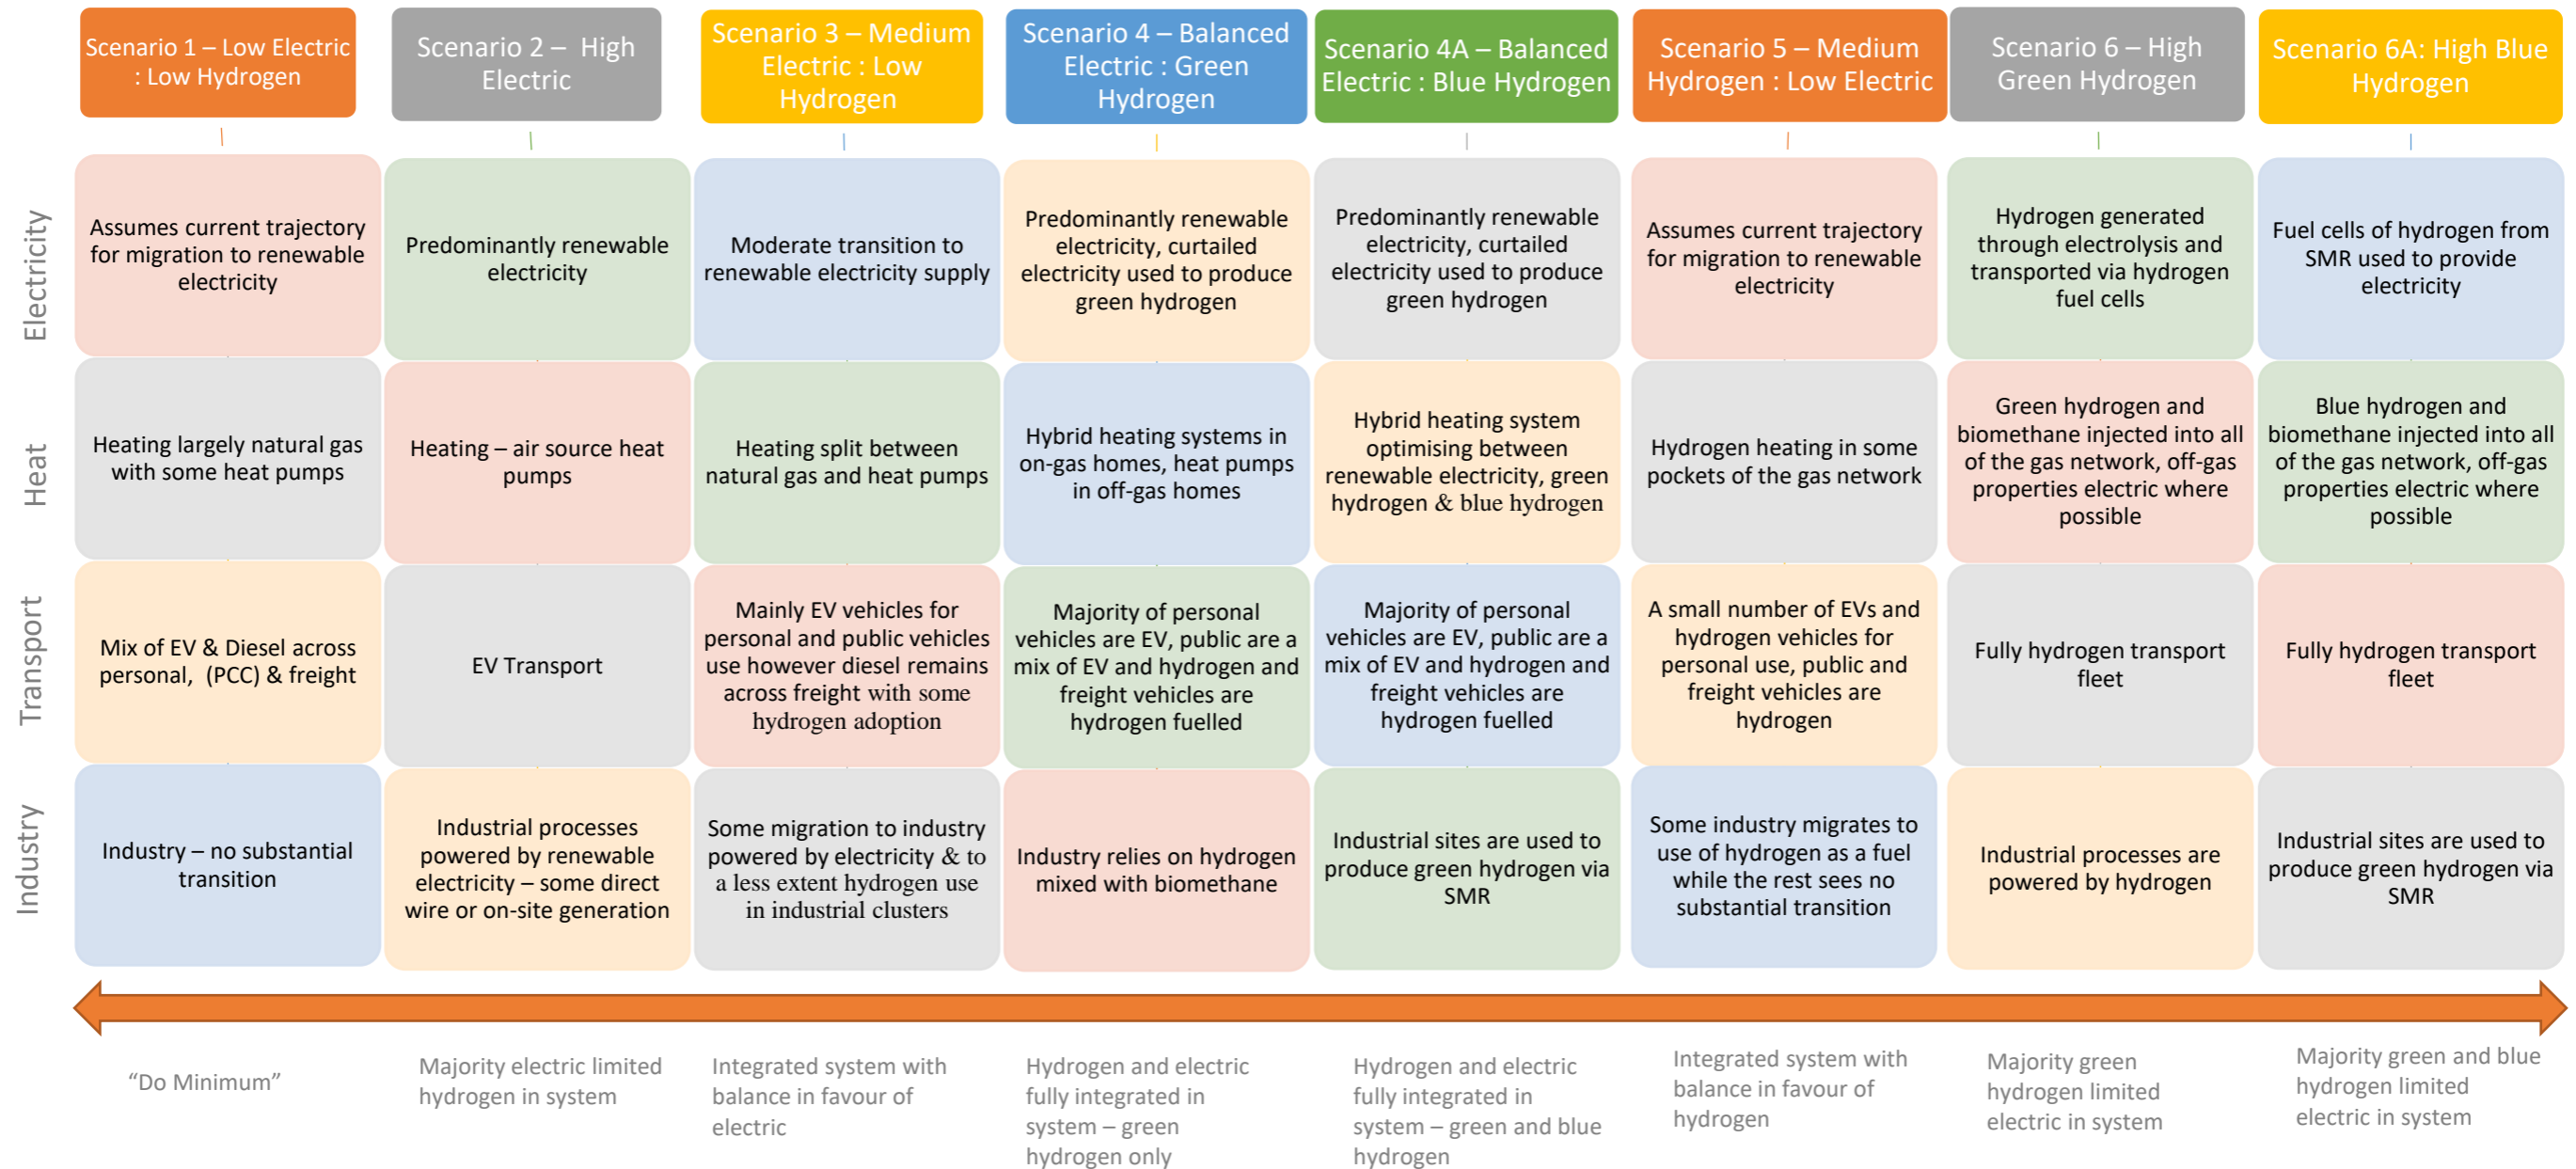 Scenario 1 – Low Electric
: Low Hydrogen
Scenario 2 – High
Electric
Scenario 3 – Medium
Electric : Low
Hydrogen
Scenario 4 – Balanced
Electric : Green
Hydrogen
Scenario 4A – Balanced
Electric : Blue Hydrogen
Scenario 5 – Medium
Hydrogen : Low Electric
Scenario 6 – High
Green Hydrogen
Scenario 6A: High Blue
Hydrogen
Electricity
Assumes current trajectory
for migration to renewable
electricity
Predominantly renewable
electricity
Moderate transition to
renewable electricity supply
Predominantly renewable
electricity, curtailed
electricity used to produce
green hydrogen
Predominantly renewable
electricity, curtailed
electricity used to produce
green hydrogen
Assumes current trajectory
for migration to renewable
electricity
Hydrogen generated
through electrolysis and
transported via hydrogen
fuel cells
Fuel cells of hydrogen from
SMR used to provide
electricity
Heat
Heating largely natural gas
with some heat pumps
Heating – air source heat
pumps
Heating split between
natural gas and heat pumps
Hybrid heating systems in
on-gas homes, heat pumps
in off-gas homes
Hybrid heating system
optimising between
renewable electricity, green
hydrogen & blue hydrogen
Hydrogen heating in some
pockets of the gas network
Green hydrogen and
biomethane injected into all
of the gas network, off-gas
properties electric where
possible
Blue hydrogen and
biomethane injected into all
of the gas network, off-gas
properties electric where
possible
Transport
Mix of EV & Diesel across
personal, (PCC) & freight
EV Transport
Mainly EV vehicles for
personal and public vehicles
use however diesel remains
across freight with some
hydrogen adoption
Majority of personal
vehicles are EV, public are a
mix of EV and hydrogen and
freight vehicles are
hydrogen fuelled
Majority of personal
vehicles are EV, public are a
mix of EV and hydrogen and
freight vehicles are
hydrogen fuelled
A small number of EVs and
hydrogen vehicles for
personal use, public and
freight vehicles are
hydrogen
Fully hydrogen transport
fleet
Fully hydrogen transport
fleet
Industry
Industry – no substantial
transition
Industrial processes
powered by renewable
electricity – some direct
wire or on-site generation
Some migration to industry
powered by electricity & to
a less extent hydrogen use
in industrial clusters
Industry relies on hydrogen
mixed with biomethane
Industrial sites are used to
produce green hydrogen via
SMR
Some industry migrates to
use of hydrogen as a fuel
while the rest sees no
substantial transition
Industrial processes are
powered by hydrogen
Industrial sites are used to
produce green hydrogen via
SMR
“Do Minimum”
Majority electric limited
hydrogen in system
Integrated system with
balance in favour of
electric
Hydrogen and electric
fully integrated in
system – green
hydrogen only
Hydrogen and electric
fully integrated in
system – green and blue
hydrogen
Integrated system with
balance in favour of
hydrogen
Majority green
hydrogen limited
electric in system
Majority green and blue
hydrogen limited
electric in system